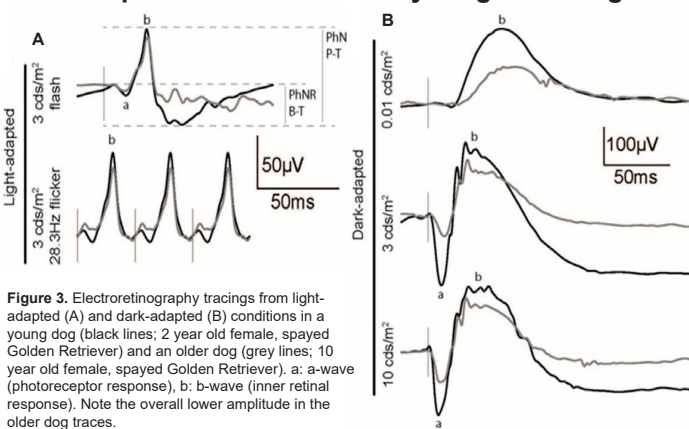 A
Light-adapted
3 cds/m²
flash
b
a
PhN
P-T
PhNR
B-T
3 cds/m²
28.3Hz flicker
b
50µV
50ms
B
Dark-adapted
0.01 cds/m²
b
100µV
50ms
3 cds/m²
b
a
10 cds/m²
b
a
Figure 3. Electroretinography tracings from light-
adapted (A) and dark-adapted (B) conditions in a
young dog (black lines; 2 year old female, spayed
Golden Retriever) and an older dog (grey lines; 10
year old female, spayed Golden Retriever). a: a-wave
(photoreceptor response), b: b-wave (inner retinal
response). Note the overall lower amplitude in the
older dog traces.